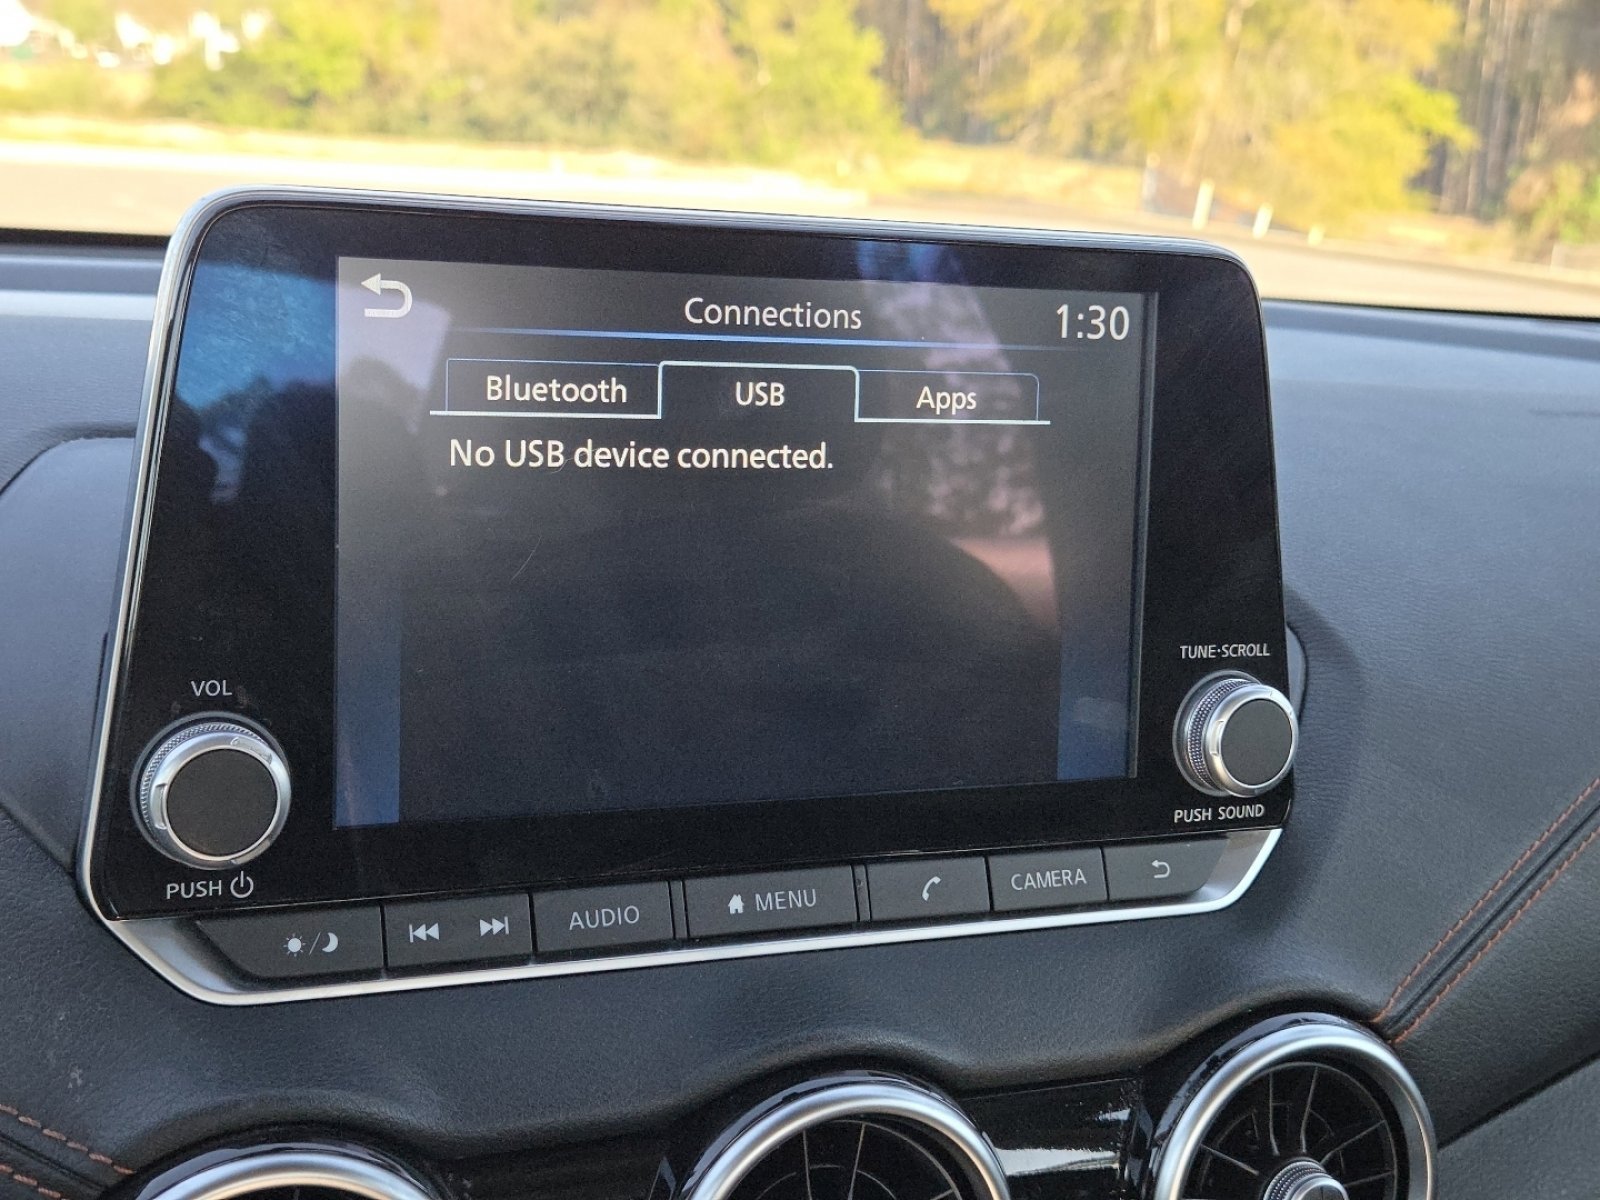 Connections
1:30
Bluetooth
USB
Apps
No USB device connected.
TUNE·SCROLL
VOL
PUSH SOUND
PUSH
AUDIO
MENU
CAMERA